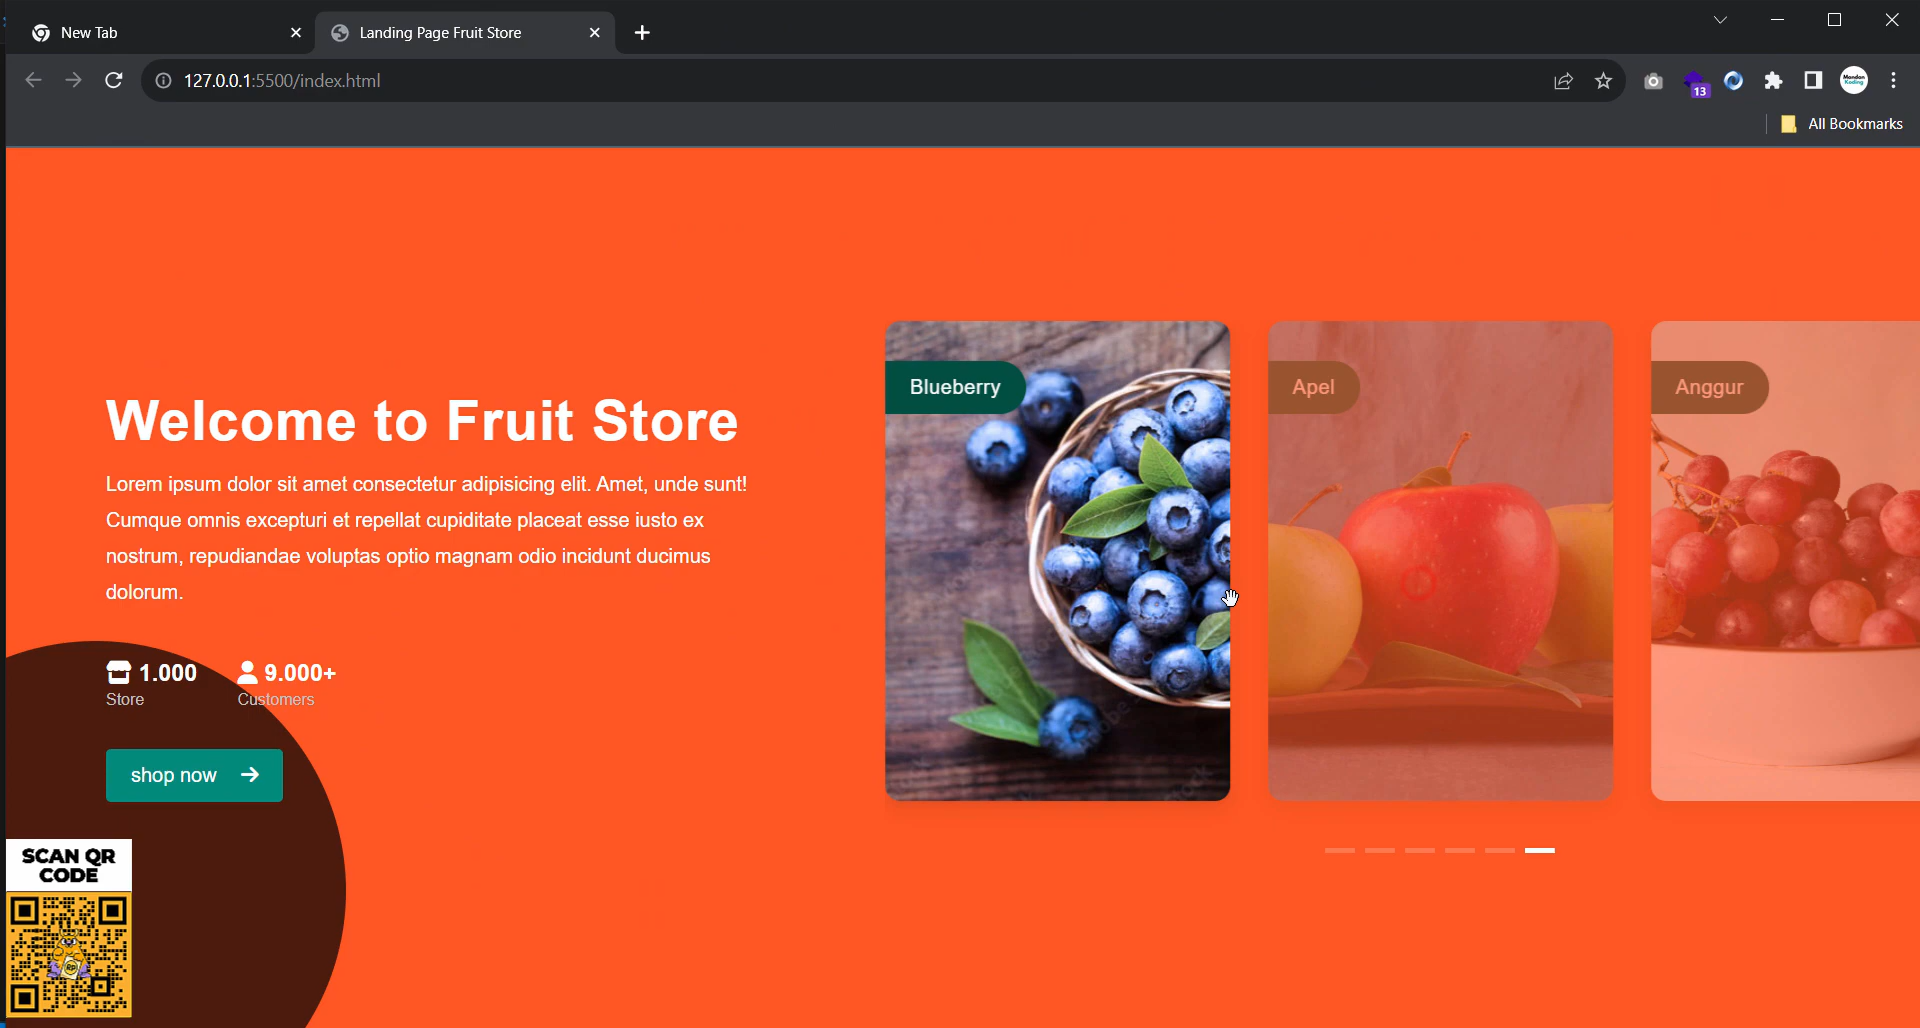 New Tab
Landing Page Fruit Store
127.0.0.1:5500/index.html
13
Mondan
Koding
All Bookmarks
Welcome to Fruit Store
Lorem ipsum dolor sit amet consectetur adipisicing elit. Amet, unde sunt!
Cumque omnis excepturi et repellat cupiditate placeat esse iusto ex
nostrum, repudiandae voluptas optio magnam odio incidunt ducimus
dolorum.
1.000
Store
9.000+
Customers
shop now
Blueberry
Apel
Anggur
SCAN QR
CODE